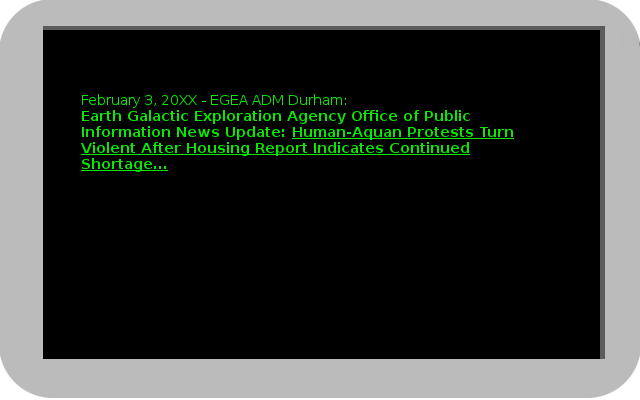 February 3, 20XX - EGEA ADM Durham:
Earth Galactic Exploration Agency Office of Public
Information News Update: Human-Aquan Protests Turn
Violent After Housing Report Indicates Continued
Shortage...